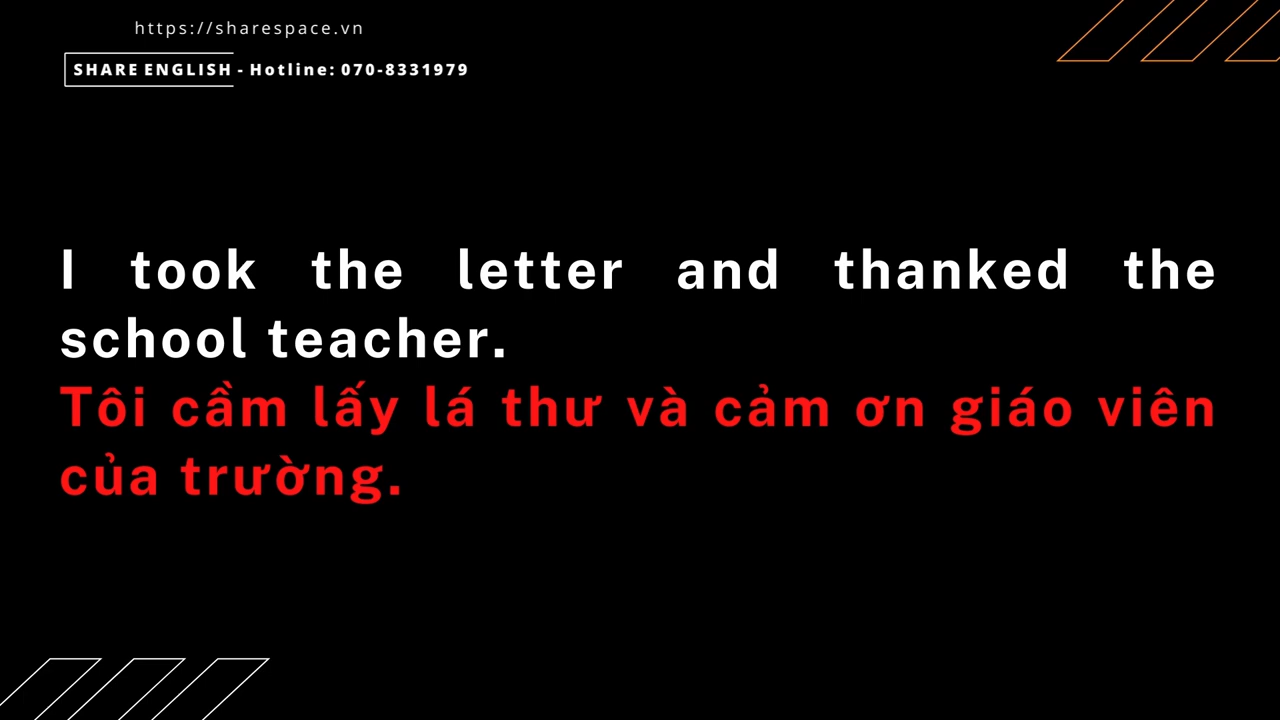 https://sharespace.vn
SHARE ENGLISH - Hotline: 070-8331979
I took the letter and thanked the
school teacher.
Tôi cầm lấy lá thư và cảm ơn giáo viên
của trường.